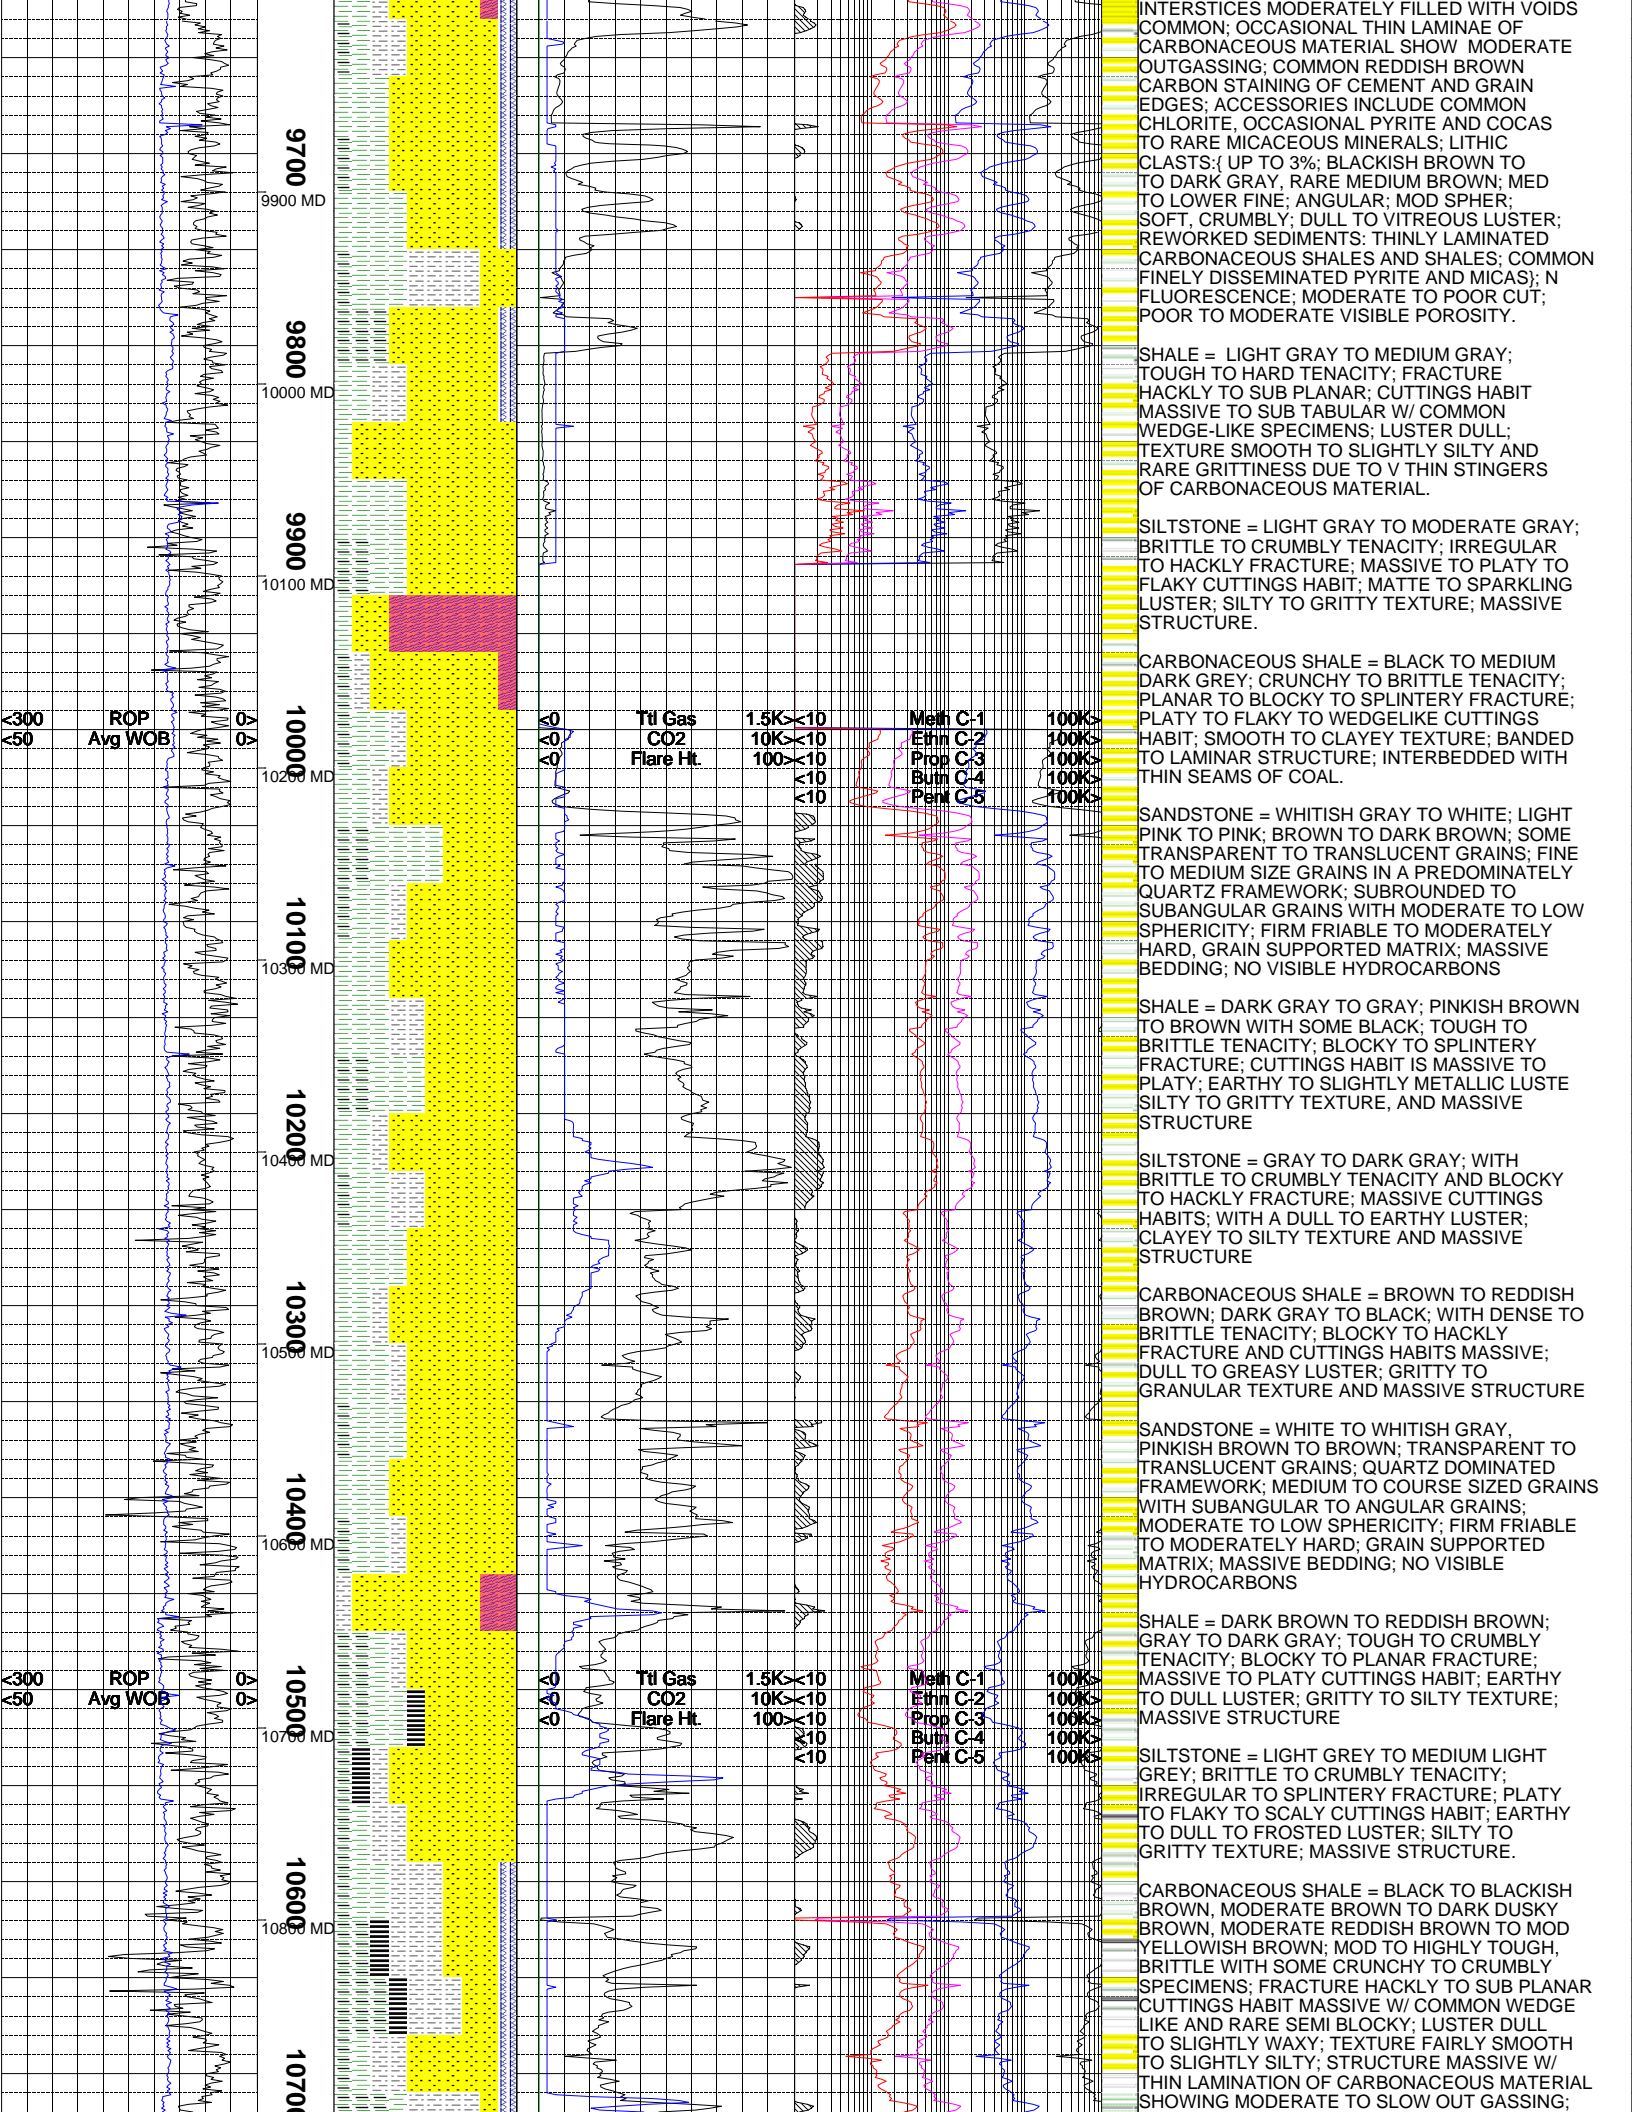 INTERSTICES MODERATELY FILLED WITH VOIDS
COMMON; OCCASIONAL THIN LAMINAE OF
CARBONACEOUS MATERIAL SHOW  MODERATE
OUTGASSING; COMMON REDDISH BROWN
CARBON STAINING OF CEMENT AND GRAIN
EDGES; ACCESSORIES INCLUDE COMMON
CHLORITE, OCCASIONAL PYRITE AND COCAS
TO RARE MICACEOUS MINERALS; LITHIC
CLASTS:{ UP TO 3%; BLACKISH BROWN TO
TO DARK GRAY, RARE MEDIUM BROWN; MED
TO LOWER FINE; ANGULAR; MOD SPHER;
SOFT, CRUMBLY; DULL TO VITREOUS LUSTER;
REWORKED SEDIMENTS: THINLY LAMINATED
CARBONACEOUS SHALES AND SHALES; COMMON
FINELY DISSEMINATED PYRITE AND MICAS}; N
FLUORESCENCE; MODERATE TO POOR CUT;
POOR TO MODERATE VISIBLE POROSITY.
SHALE =  LIGHT GRAY TO MEDIUM GRAY;
TOUGH TO HARD TENACITY; FRACTURE
HACKLY TO SUB PLANAR; CUTTINGS HABIT
MASSIVE TO SUB TABULAR W/ COMMON
WEDGE-LIKE SPECIMENS; LUSTER DULL;
TEXTURE SMOOTH TO SLIGHTLY SILTY AND
RARE GRITTINESS DUE TO V THIN STINGERS
OF CARBONACEOUS MATERIAL.
SILTSTONE = LIGHT GRAY TO MODERATE GRAY;
BRITTLE TO CRUMBLY TENACITY; IRREGULAR
TO HACKLY FRACTURE; MASSIVE TO PLATY TO
FLAKY CUTTINGS HABIT; MATTE TO SPARKLING
LUSTER; SILTY TO GRITTY TEXTURE; MASSIVE
STRUCTURE.
CARBONACEOUS SHALE = BLACK TO MEDIUM
DARK GREY; CRUNCHY TO BRITTLE TENACITY;
PLANAR TO BLOCKY TO SPLINTERY FRACTURE;
PLATY TO FLAKY TO WEDGELIKE CUTTINGS
HABIT; SMOOTH TO CLAYEY TEXTURE; BANDED
TO LAMINAR STRUCTURE; INTERBEDDED WITH
THIN SEAMS OF COAL.
SANDSTONE = WHITISH GRAY TO WHITE; LIGHT
PINK TO PINK; BROWN TO DARK BROWN; SOME
TRANSPARENT TO TRANSLUCENT GRAINS; FINE
TO MEDIUM SIZE GRAINS IN A PREDOMINATELY
QUARTZ FRAMEWORK; SUBROUNDED TO
SUBANGULAR GRAINS WITH MODERATE TO LOW
SPHERICITY; FIRM FRIABLE TO MODERATELY
HARD, GRAIN SUPPORTED MATRIX; MASSIVE
BEDDING; NO VISIBLE HYDROCARBONS
SHALE = DARK GRAY TO GRAY; PINKISH BROWN
TO BROWN WITH SOME BLACK; TOUGH TO
BRITTLE TENACITY; BLOCKY TO SPLINTERY
FRACTURE; CUTTINGS HABIT IS MASSIVE TO
PLATY; EARTHY TO SLIGHTLY METALLIC LUSTE
SILTY TO GRITTY TEXTURE, AND MASSIVE
STRUCTURE
SILTSTONE = GRAY TO DARK GRAY; WITH
BRITTLE TO CRUMBLY TENACITY AND BLOCKY
TO HACKLY FRACTURE; MASSIVE CUTTINGS
HABITS; WITH A DULL TO EARTHY LUSTER;
CLAYEY TO SILTY TEXTURE AND MASSIVE
STRUCTURE
CARBONACEOUS SHALE = BROWN TO REDDISH
BROWN; DARK GRAY TO BLACK; WITH DENSE TO
BRITTLE TENACITY; BLOCKY TO HACKLY
FRACTURE AND CUTTINGS HABITS MASSIVE;
DULL TO GREASY LUSTER; GRITTY TO
GRANULAR TEXTURE AND MASSIVE STRUCTURE
SANDSTONE = WHITE TO WHITISH GRAY,
PINKISH BROWN TO BROWN; TRANSPARENT TO
TRANSLUCENT GRAINS; QUARTZ DOMINATED
FRAMEWORK; MEDIUM TO COURSE SIZED GRAINS
WITH SUBANGULAR TO ANGULAR GRAINS;
MODERATE TO LOW SPHERICITY; FIRM FRIABLE
TO MODERATELY HARD; GRAIN SUPPORTED
MATRIX; MASSIVE BEDDING; NO VISIBLE
HYDROCARBONS
SHALE = DARK BROWN TO REDDISH BROWN;
GRAY TO DARK GRAY; TOUGH TO CRUMBLY
TENACITY; BLOCKY TO PLANAR FRACTURE;
MASSIVE TO PLATY CUTTINGS HABIT; EARTHY
TO DULL LUSTER; GRITTY TO SILTY TEXTURE;
MASSIVE STRUCTURE
SILTSTONE = LIGHT GREY TO MEDIUM LIGHT
GREY; BRITTLE TO CRUMBLY TENACITY;
IRREGULAR TO SPLINTERY FRACTURE; PLATY
TO FLAKY TO SCALY CUTTINGS HABIT; EARTHY
TO DULL TO FROSTED LUSTER; SILTY TO
GRITTY TEXTURE; MASSIVE STRUCTURE.
CARBONACEOUS SHALE = BLACK TO BLACKISH
BROWN, MODERATE BROWN TO DARK DUSKY
BROWN, MODERATE REDDISH BROWN TO MOD
YELLOWISH BROWN; MOD TO HIGHLY TOUGH,
BRITTLE WITH SOME CRUNCHY TO CRUMBLY
SPECIMENS; FRACTURE HACKLY TO SUB PLANAR
CUTTINGS HABIT MASSIVE W/ COMMON WEDGE
LIKE AND RARE SEMI BLOCKY; LUSTER DULL
TO SLIGHTLY WAXY; TEXTURE FAIRLY SMOOTH
TO SLIGHTLY SILTY; STRUCTURE MASSIVE W/
THIN LAMINATION OF CARBONACEOUS MATERIAL
SHOWING MODERATE TO SLOW OUT GASSING;
9700
9900 MD
9800
10000 MD
9900
10100 MD
10000
10200 MD
10100
10300 MD
10200
10400 MD
10300
10500 MD
10400
10600 MD
10500
10700 MD
10600
10800 MD
10700
<300 ROP 0>
<50 Avg WOB 0>
<0 Ttl Gas 1.5K>
<0 CO2 10K>
<0 Flare Ht. 100>
<10 Meth C-1 100K>
<10 Ethn C-2 100K>
<10 Prop C-3 100K>
<10 Butn C-4 100K>
<10 Pent C-5 100K>
<300 ROP 0>
<50 Avg WOB 0>
<0 Ttl Gas 1.5K>
<0 CO2 10K>
<0 Flare Ht. 100>
<10 Meth C-1 100K>
<10 Ethn C-2 100K>
<10 Prop C-3 100K>
<10 Butn C-4 100K>
<10 Pent C-5 100K>